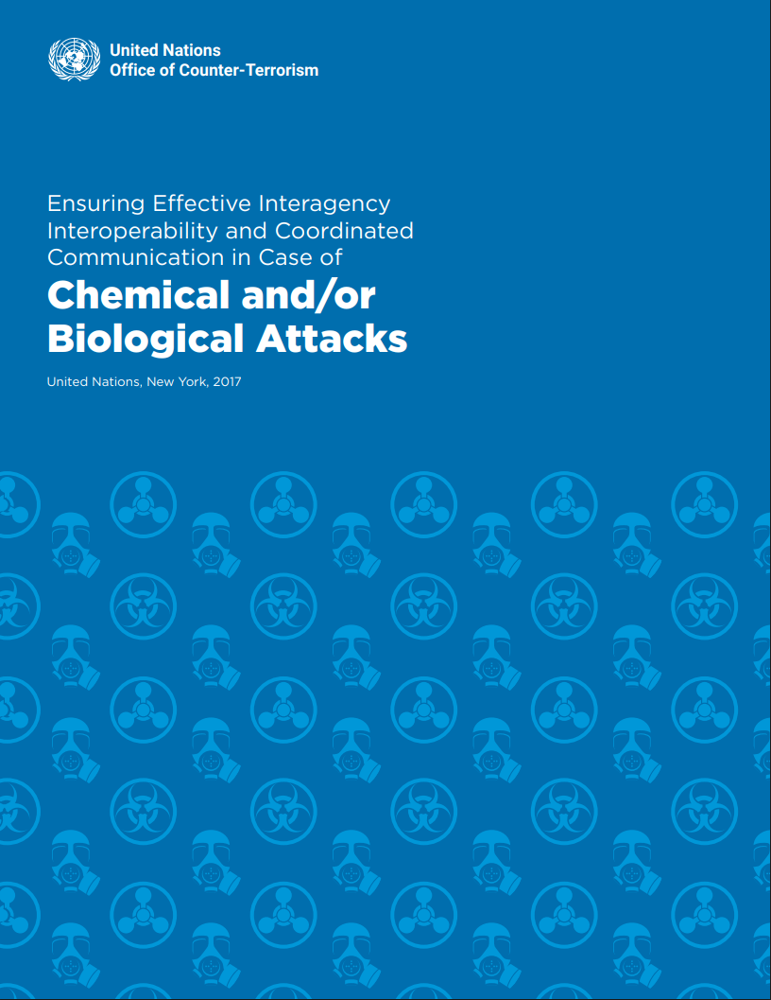 United Nations
Office of Counter-Terrorism
Ensuring Effective Interagency
Interoperability and Coordinated
Communication in Case of
Chemical and/or
Biological Attacks
United Nations, New York, 2017